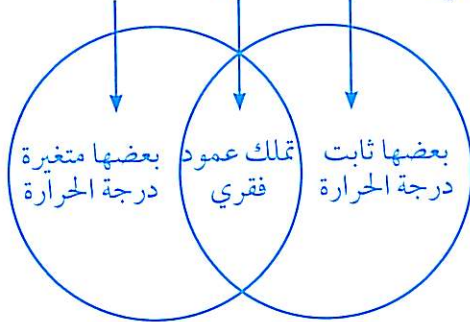 بعضها ثابت
درجة الحرارة
تملك عمود
فقري
بعضها متغيرة
درجة الحرارة